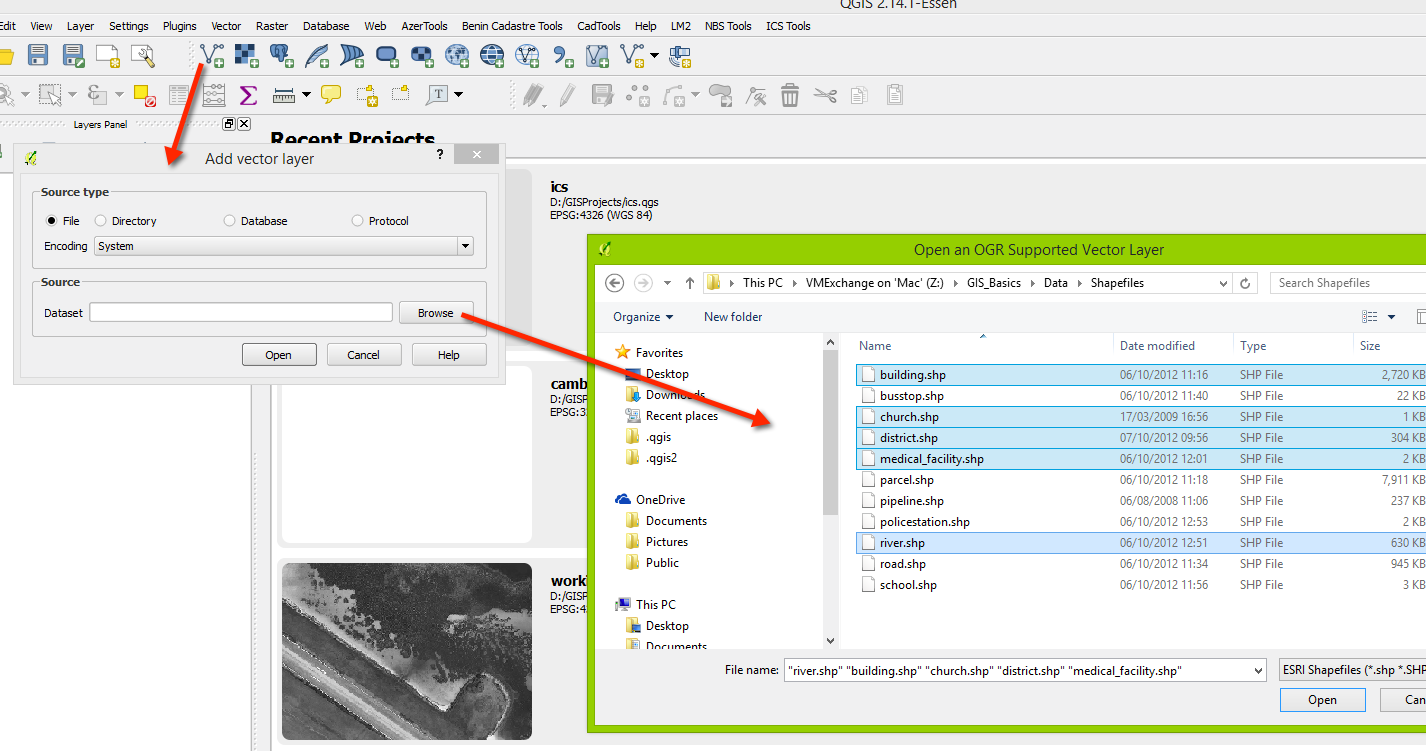 QGIS 2.14.1-Essen
Edit View Layer Settings Plugins Vector Raster Database Web AzerTools Benin Cadastre Tools CadTools Help LM2 NBS Tools ICS Tools
Layers Panel
Recent Projects
Add vector layer
?
Source type
File Directory Database Protocol
Encoding System
Source
Dataset Browse
Open Cancel Help
ics
D:/GISProjects/ics.qgs
EPSG:4326 (WGS 84)
camb
D:/GISP
EPSG:3
work
D:/GISP
EPSG:4
Open an OGR Supported Vector Layer
This PC VMExchange on 'Mac' (Z:) GIS_Basics Data Shapefiles
Search Shapefiles
Organize New folder
Favorites
Desktop
Downloads
Recent places
.qgis
.qgis2
OneDrive
Documents
Pictures
Public
This PC
Desktop
Documents
Name Date modified Type Size
building.shp 06/10/2012 11:16 SHP File 2,720 KB
busstop.shp 06/10/2012 11:40 SHP File 22 KB
church.shp 17/03/2009 16:56 SHP File 1 KB
district.shp 07/10/2012 09:56 SHP File 304 KB
medical_facility.shp 06/10/2012 12:01 SHP File 2 KB
parcel.shp 06/10/2012 11:18 SHP File 7,911 KB
pipeline.shp 06/08/2008 11:06 SHP File 237 KB
policestation.shp 06/10/2012 12:53 SHP File 2 KB
river.shp 06/10/2012 12:51 SHP File 630 KB
road.shp 06/10/2012 11:34 SHP File 945 KB
school.shp 06/10/2012 11:56 SHP File 3 KB
File name: "river.shp" "building.shp" "church.shp" "district.shp" "medical_facility.shp"
ESRI Shapefiles (*.shp *.SHP
Open Can